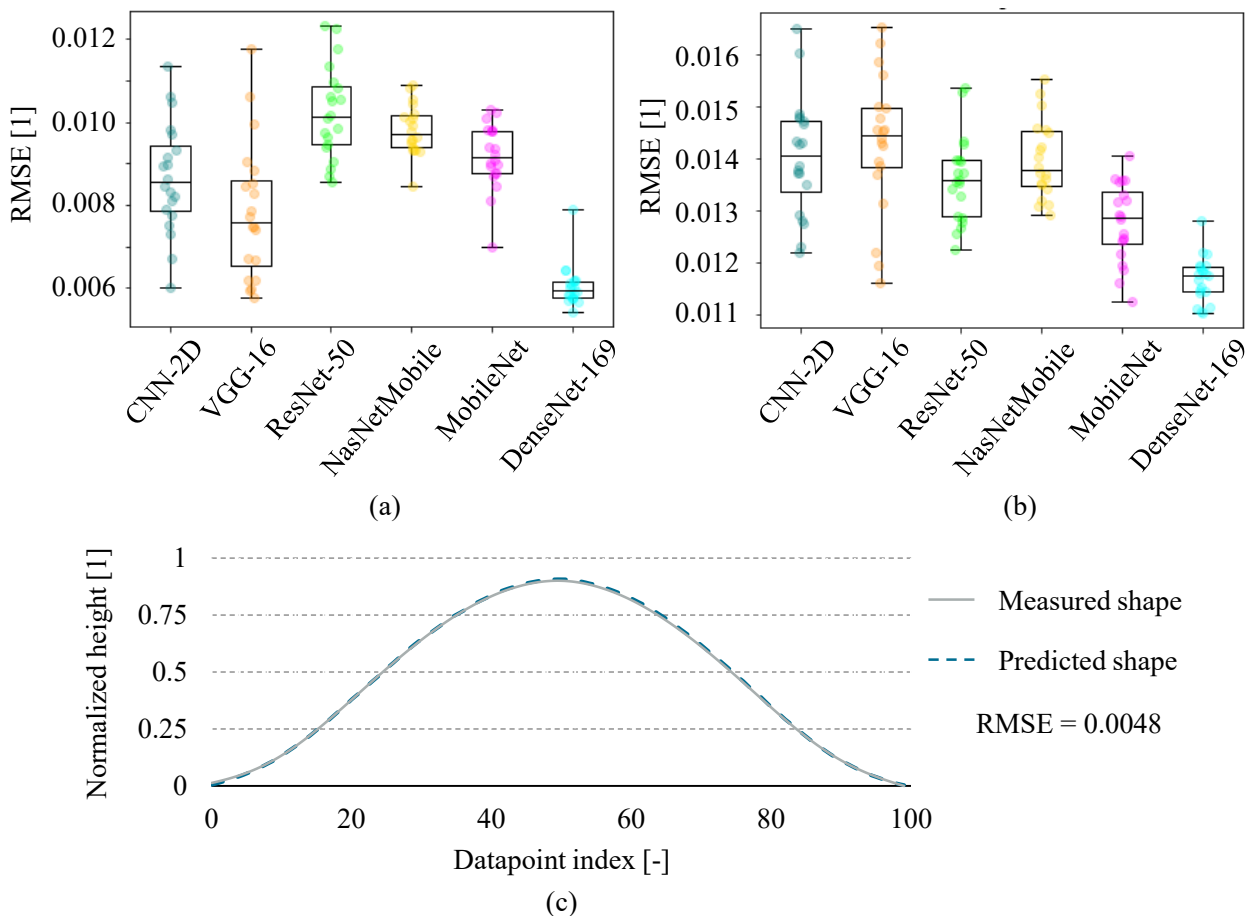 RMSE [1]
0.012
0.010
0.008
0.006
CNN-2D
VGG-16
ResNet-50
NasNetMobile
MobileNet
DenseNet-169
(a)
RMSE [1]
0.016
0.015
0.014
0.013
0.012
0.011
CNN-2D
VGG-16
ResNet-50
NasNetMobile
MobileNet
DenseNet-169
(b)
Normalized height [1]
1
0.75
0.5
0.25
0
0 20 40 60 80 100
Datapoint index [-]
Measured shape
Predicted shape
RMSE = 0.0048
(c)